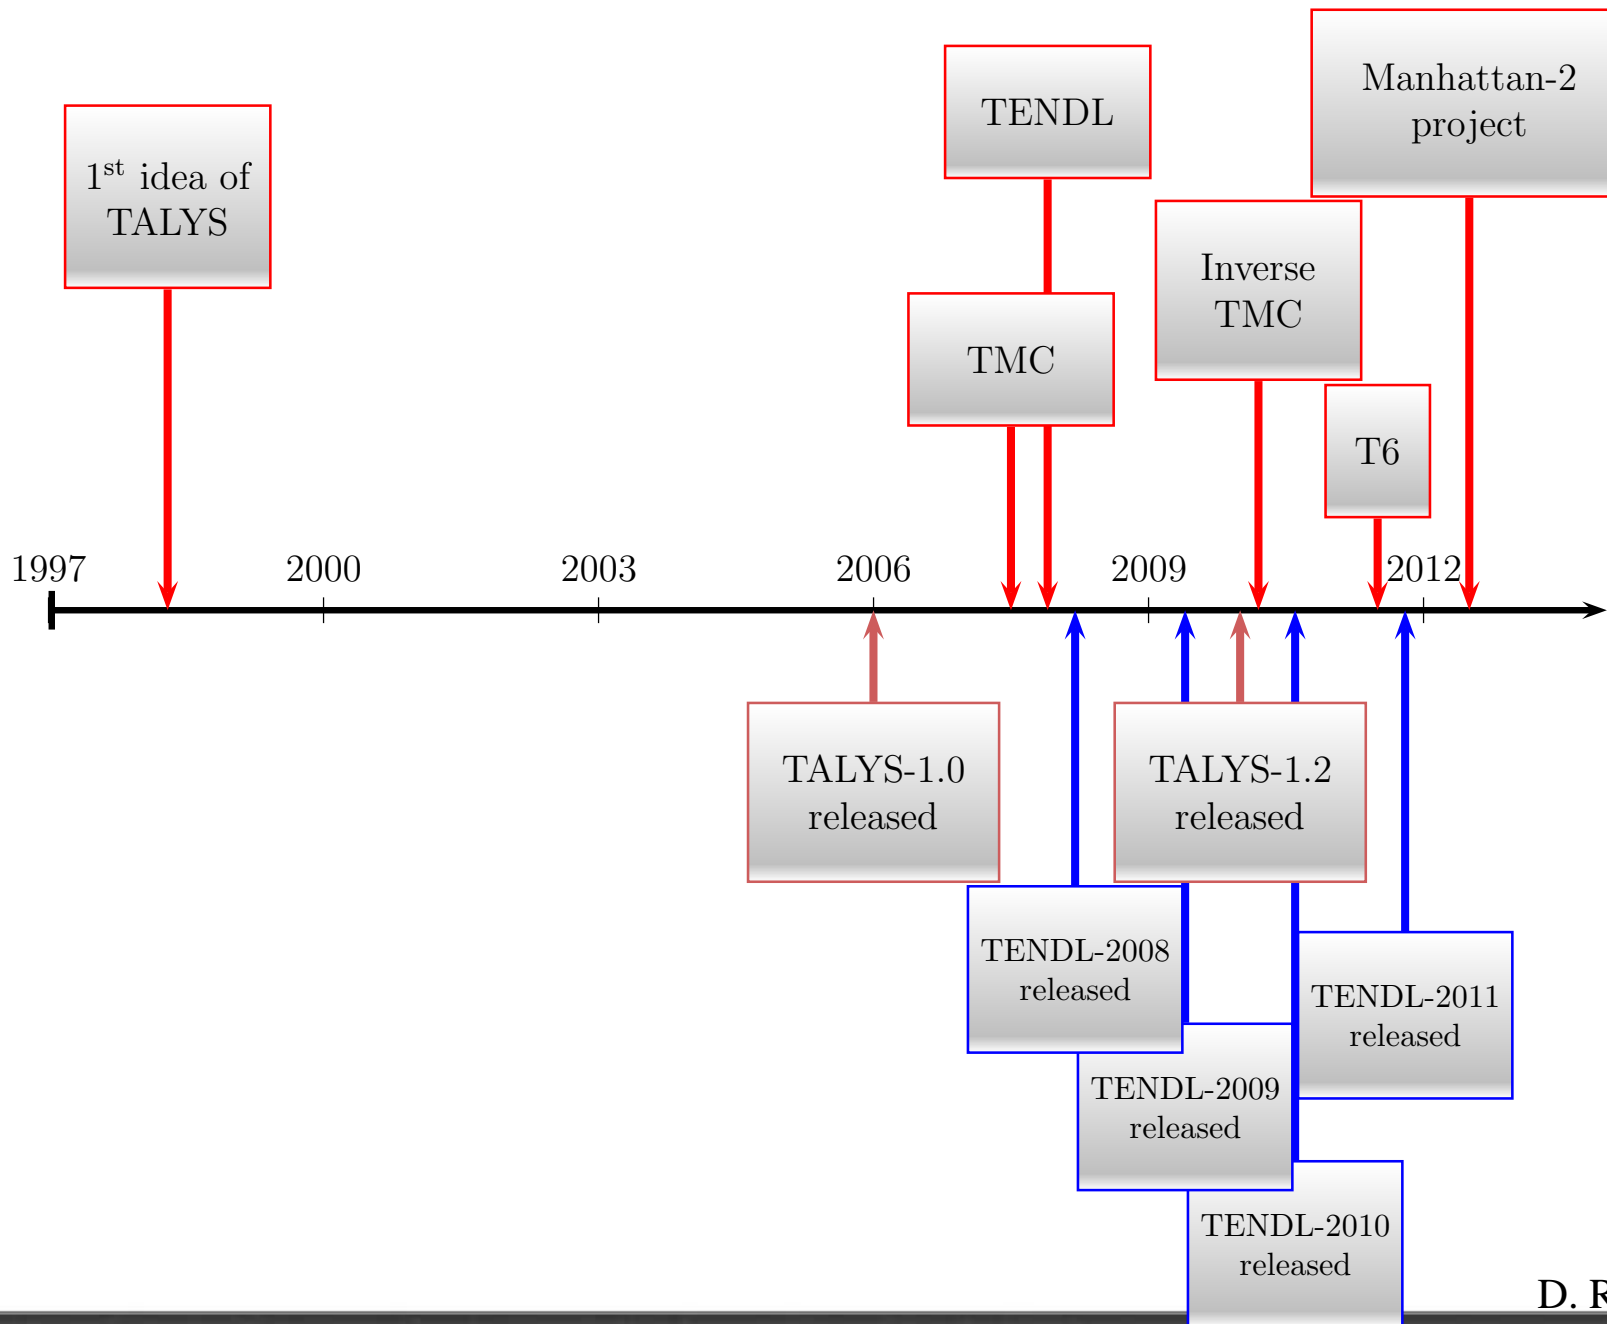 Manhattan-2
project
TENDL
1st idea of
TALYS
Inverse
TMC
TMC
T6
1997
2000
2003
2006
2009
2012
TALYS-1.0
released
TALYS-1.2
released
TENDL-2008
released
TENDL-2011
released
TENDL-2009
released
TENDL-2010
released
D. R